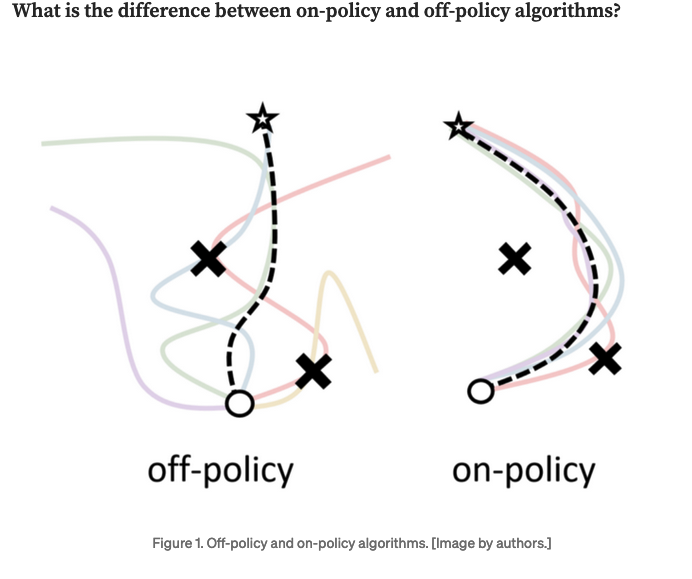 What is the difference between on-policy and off-policy algorithms?
off-policy
on-policy
Figure 1. Off-policy and on-policy algorithms. [Image by authors.]